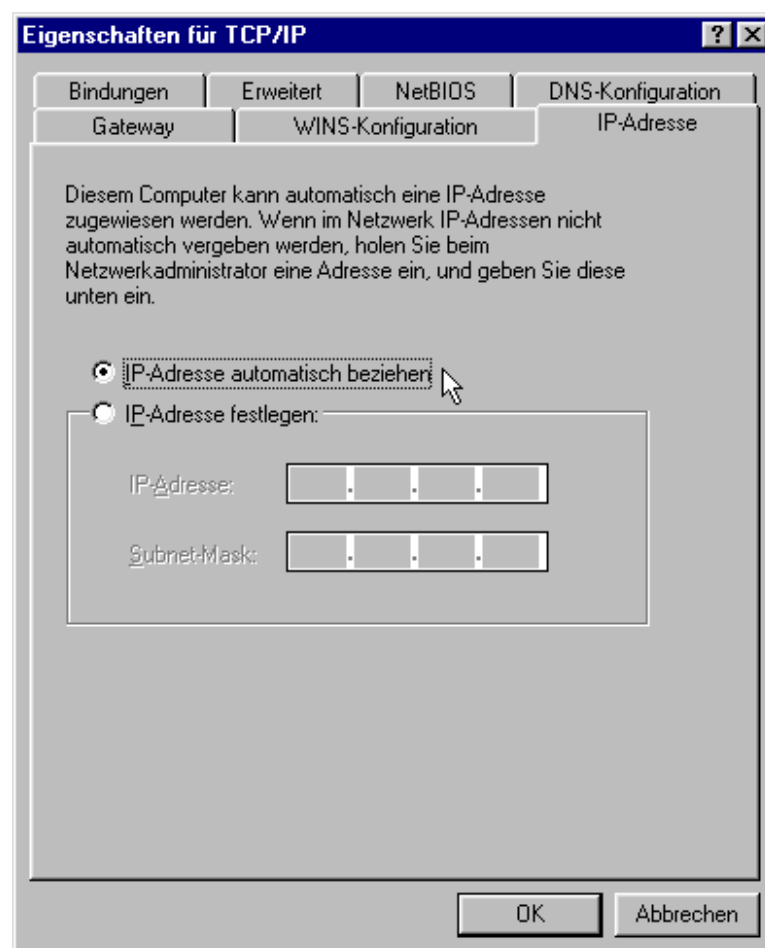 Eigenschaften für TCP/IP
Bindungen Erweitert NetBIOS DNS-Konfiguration
Gateway WINS-Konfiguration IP-Adresse
Diesem Computer kann automatisch eine IP-Adresse
zugewiesen werden. Wenn im Netzwerk IP-Adressen nicht
automatisch vergeben werden, holen Sie beim
Netzwerkadministrator eine Adresse ein, und geben Sie diese
unten ein.
IP-Adresse automatisch beziehen
IP-Adresse festlegen:
IP-Adresse: . . .
Subnet-Mask: . . .
OK Abbrechen